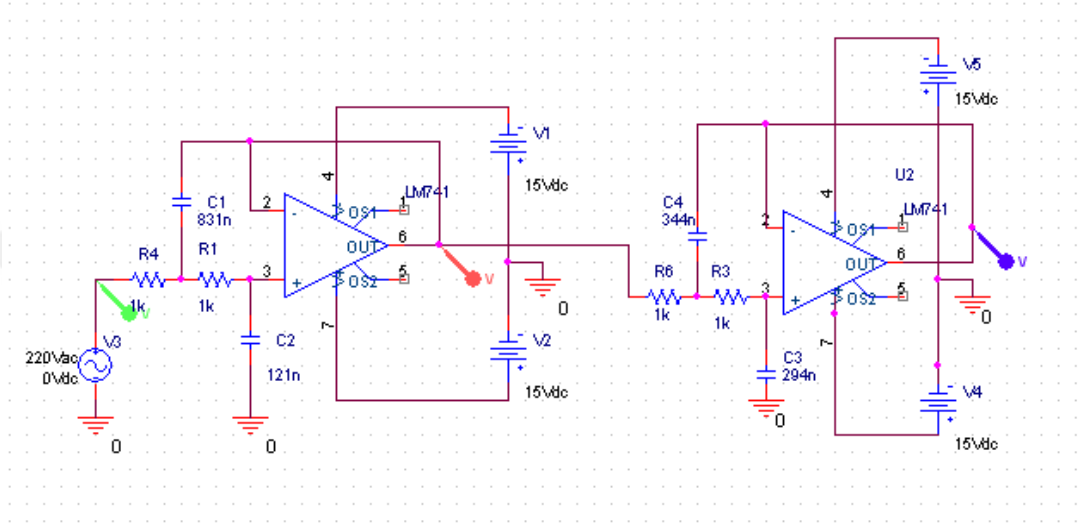 V1
15Vdc
C1
831n
2
-
4
LM741
OS1
1
OUT
6
V
R4
1k
R1
1k
3
+
OS2
5
7
V
V3
220Vac
0Vdc
0
C2
121n
0
0
V2
15Vdc
V5
15Vdc
C4
344n
2
-
4
U2
LM741
OS1
1
OUT
6
V
R6
1k
R3
1k
3
+
OS2
5
7
C3
294n
0
0
V4
15Vdc